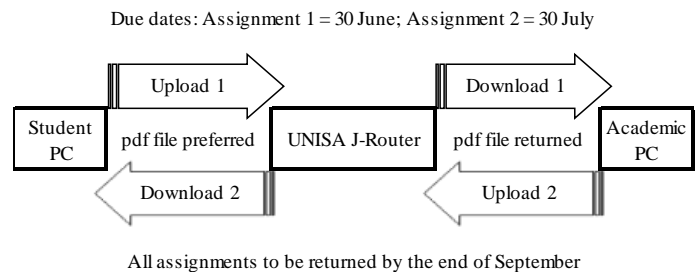 Due dates: Assignment 1 = 30 June; Assignment 2 = 30 July
Upload 1
Download 1
Student
PC
pdf file preferred
UNISA J-Router
pdf file returned
Academic
PC
Download 2
Upload 2
All assignments to be returned by the end of September